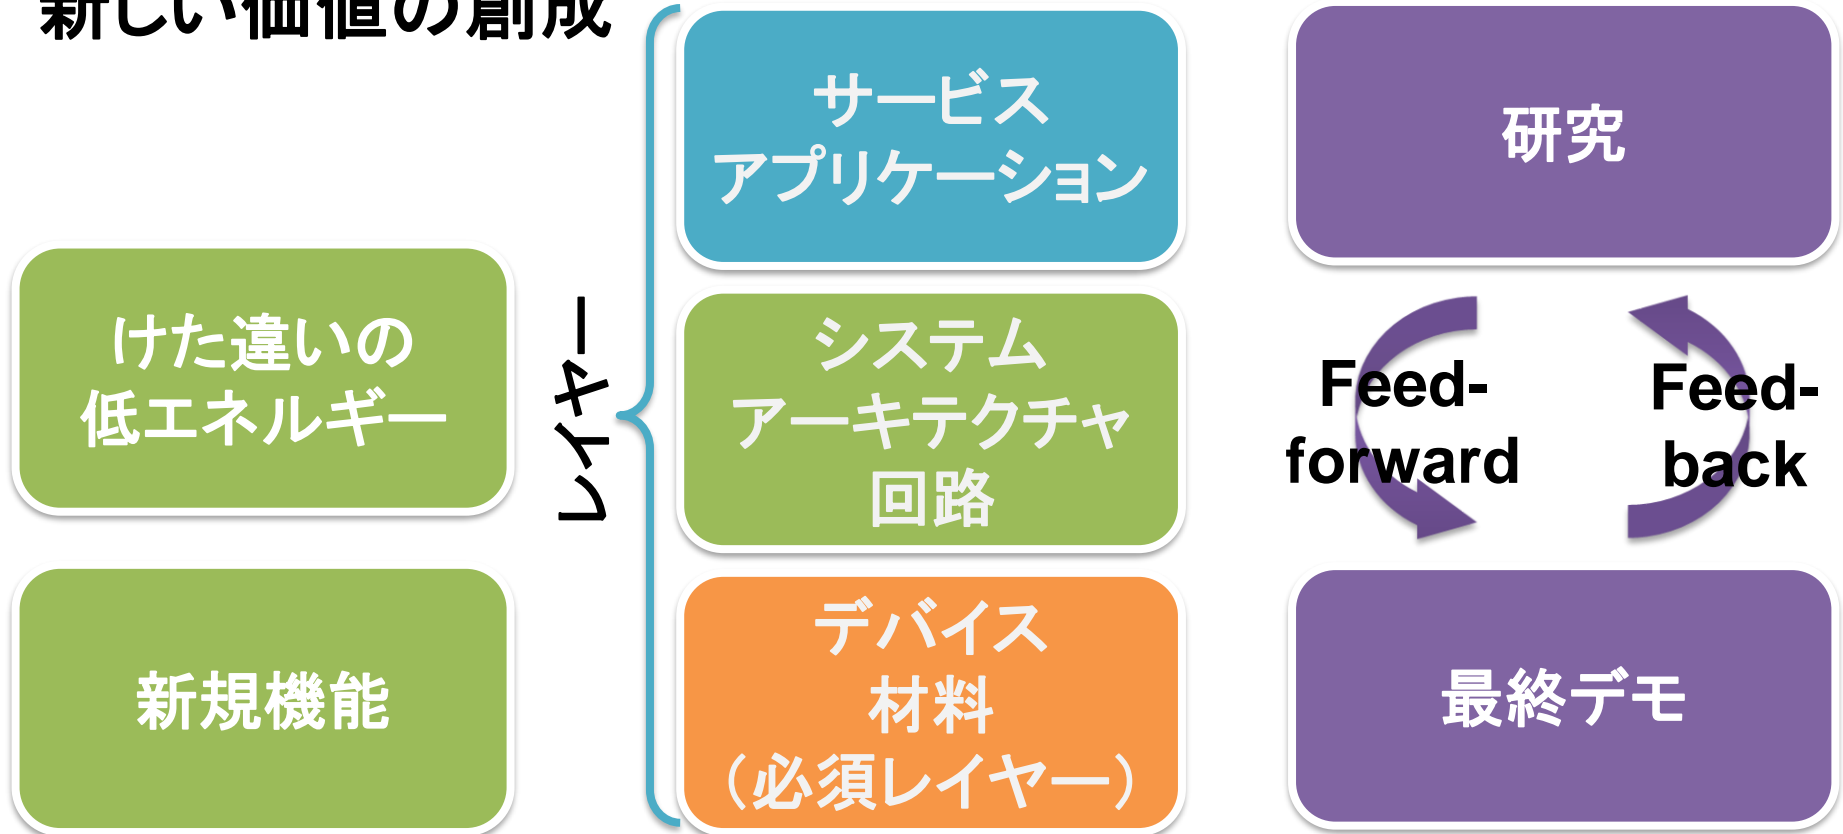 新しい価値の創成
けた違いの
低エネルギー
新規機能
レイヤー
サービス
アプリケーション
システム
アーキテクチャ
回路
デバイス
材料
（必須レイヤー）
研究
Feed-
forward
Feed-
back
最終デモ